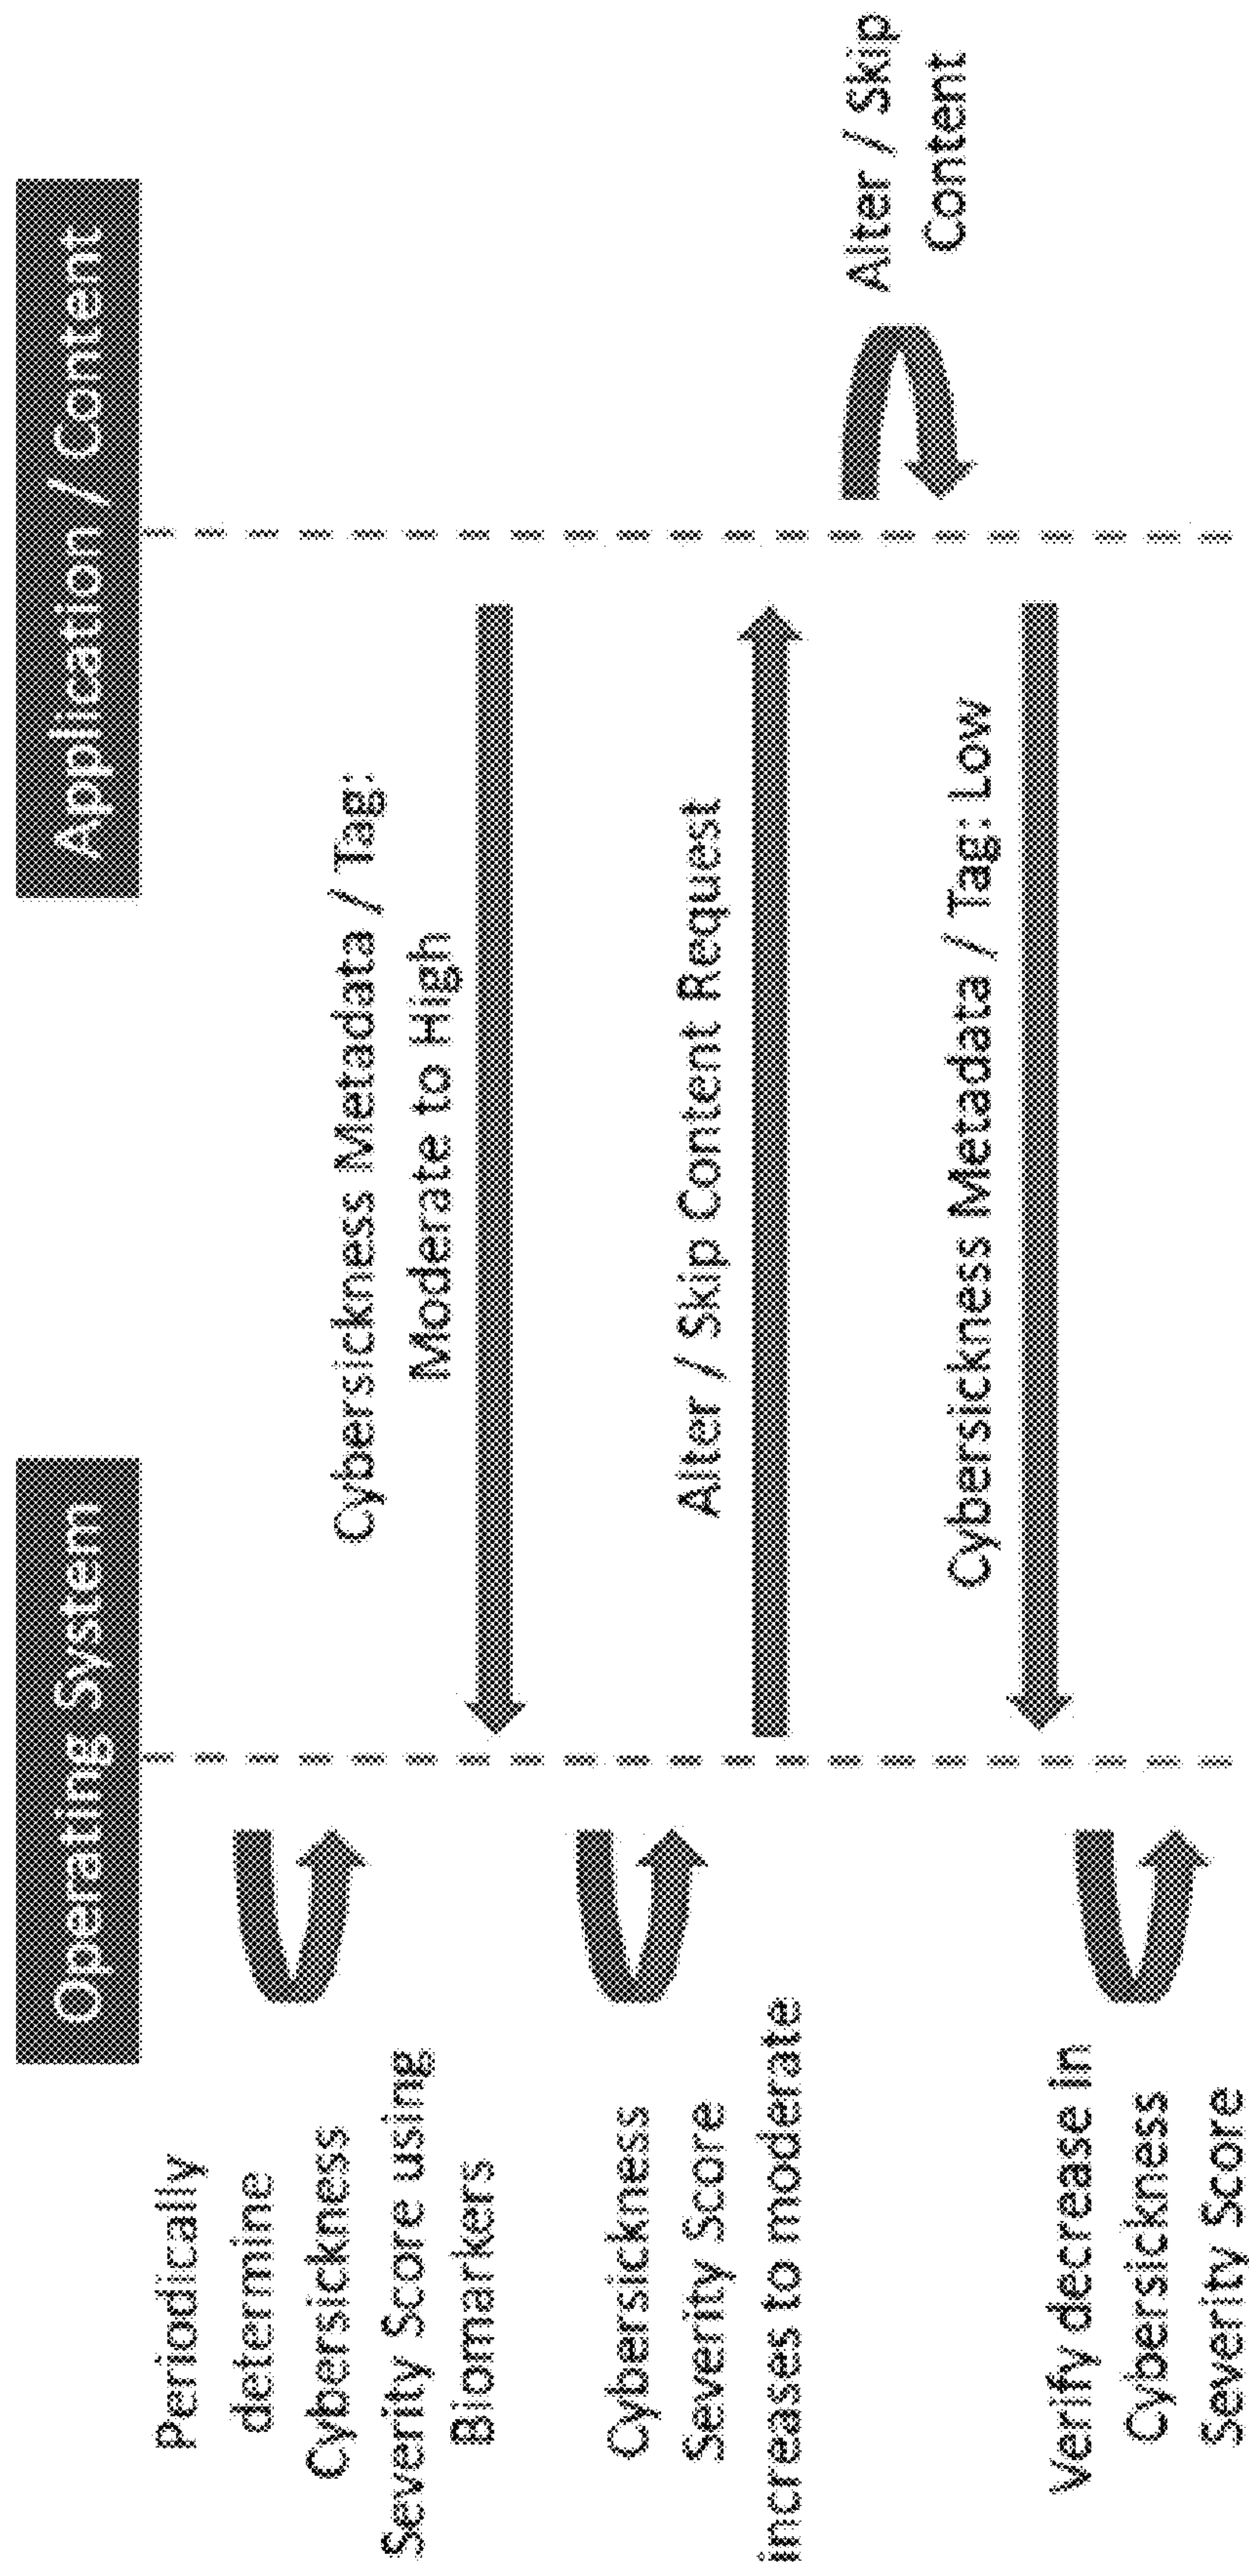 Operating System
Application / Content
Periodically
determine
Cybersickness
Severity Score using
Biomarkers
Cybersickness Metadata / Tag:
Moderate to High
Cybersickness
Severity Score
increases to moderate
Alter / Skip Content Request
Alter / Skip
Content
Cybersickness Metadata / Tag: Low
Verify decrease in
Cybersickness
Severity Score